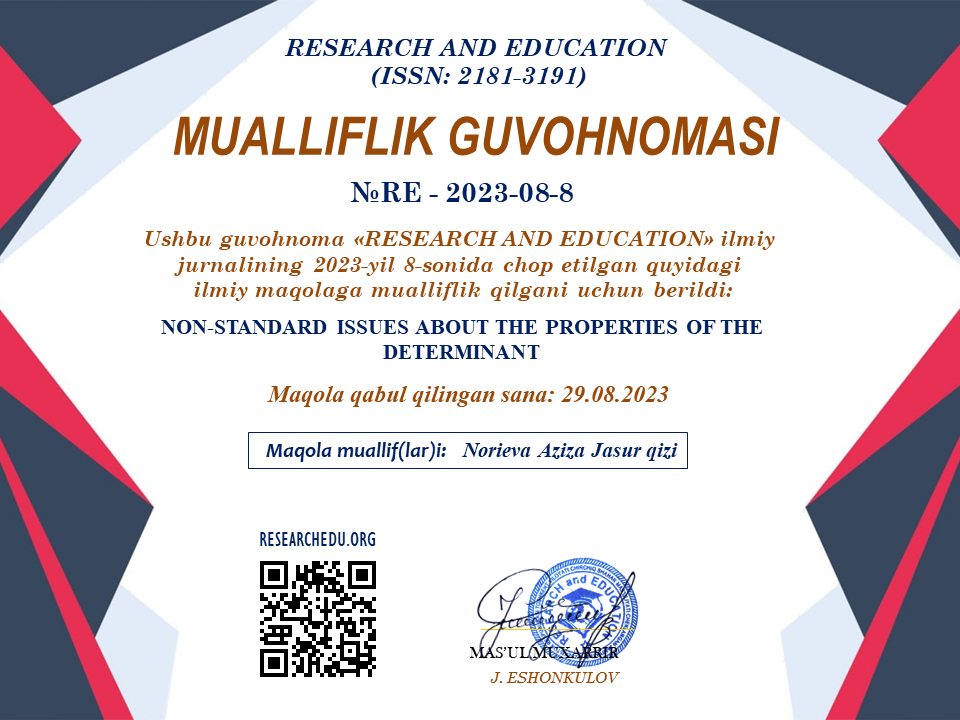 RESEARCH AND EDUCATION
(ISSN: 2181-3191)
MUALLIFLIK GUVOHNOMASI
№RE - 2023-08-8
Ushbu guvohnoma «RESEARCH AND EDUCATION» ilmiy
jurnalining 2023-yil 8-sonida chop etilgan quyidagi
ilmiy maqolaga mualliflik qilgani uchun berildi:
NON-STANDARD ISSUES ABOUT THE PROPERTIES OF THE
DETERMINANT
Maqola qabul qilingan sana: 29.08.2023
Maqola muallif(lar)i: Norieva Aziza Jasur qizi
RESEARCHEDU.ORG
RESEARCH and EDUCATION
MAS'UL MUXARRIR
J. ESHONKULOV